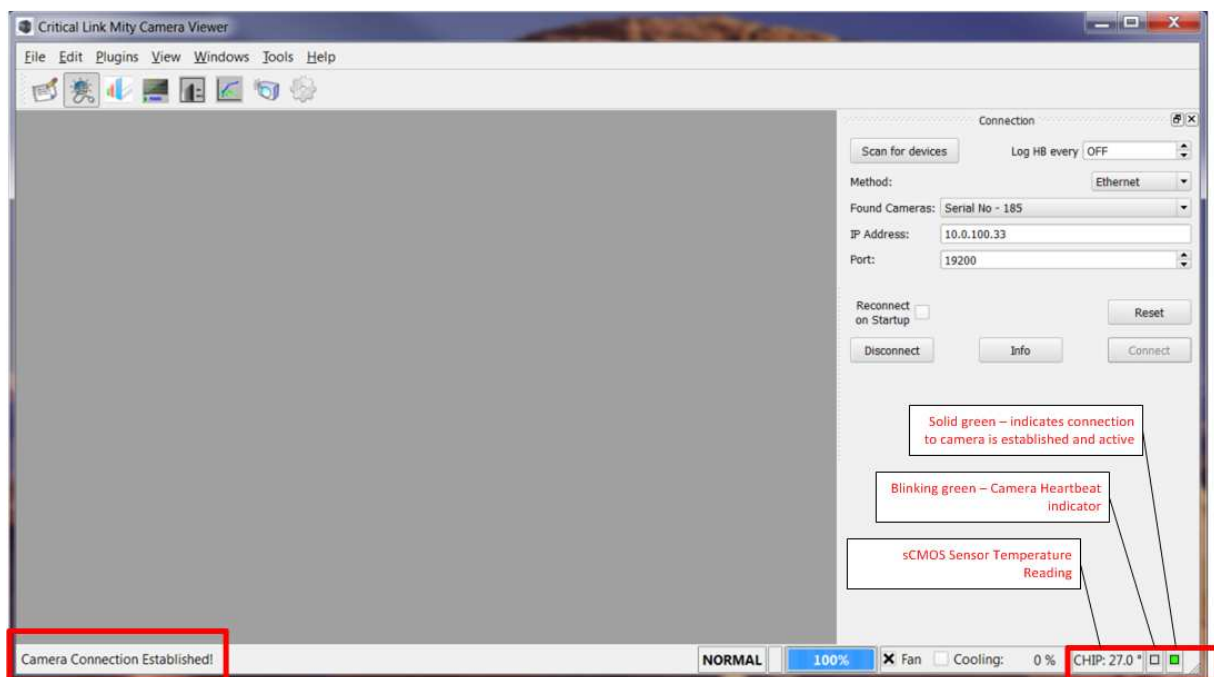 Critical Link Mity Camera Viewer
File Edit Plugins View Windows Tools Help
Connection
Scan for devices Log HB every OFF
Method: Ethernet
Found Cameras: Serial No - 185
IP Address: 10.0.100.33
Port: 19200
Reconnect
on Startup
Reset
Disconnect Info Connect
Solid green – indicates connection
to camera is established and active
Blinking green – Camera Heartbeat
indicator
sCMOS Sensor Temperature
Reading
Camera Connection Established! NORMAL 100% Fan Cooling: 0 % CHIP: 27.0 °